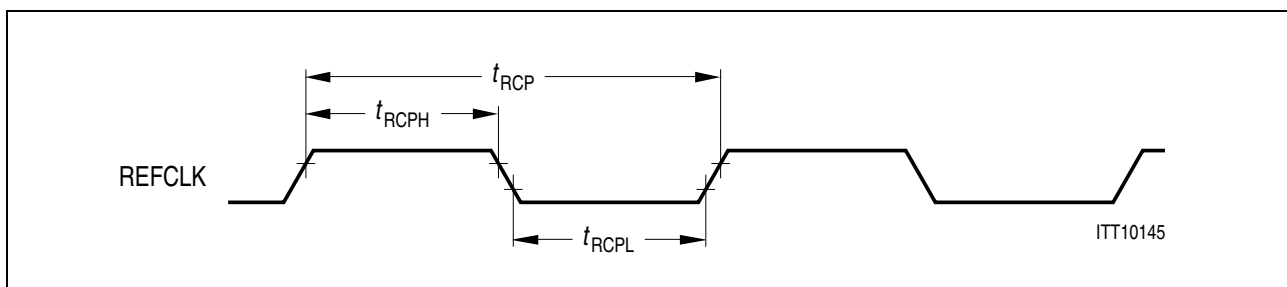 tRCP
tRCPH
REFCLK
tRCPL
ITT10145